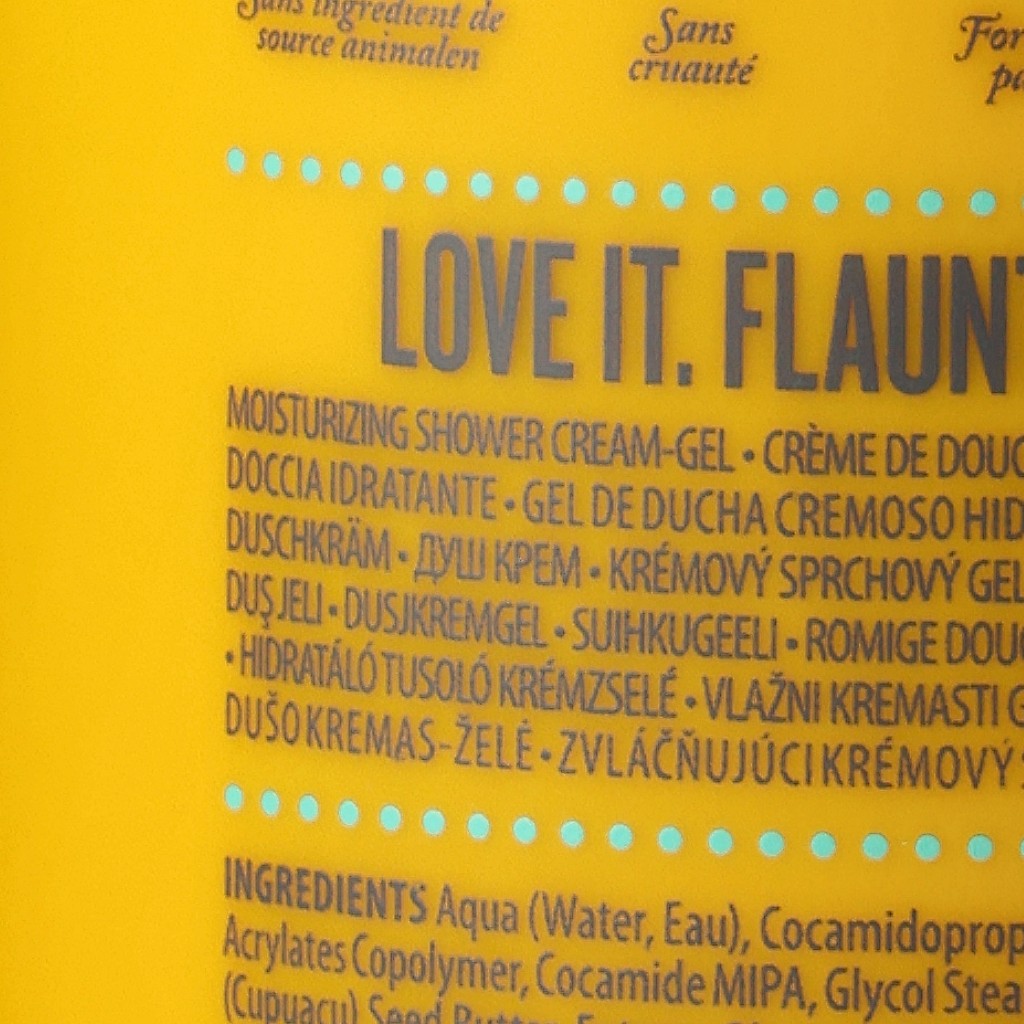 Sans ingrédient de
source animalen
Sans
cruauté
LOVE IT. FLAUNT
MOISTURIZING SHOWER CREAM-GEL • CRÈME DE DOUC
DOCCIA IDRATANTE • GEL DE DUCHA CREMOSO HID
DUSCHKRÄM • ДУШ КРЕМ • KRÉMOVÝ SPRCHOVÝ GEL
DUŞ JELI • DUSJKREMGEL • SUIHKUGEELI • ROMIGE DOUC
• HIDRATÁLÓ TUSOLÓ KRÉMZSELÉ • VLAŽNI KREMASTI G
DUŠO KREMAS-ŽELĖ • ZVLÁČŇUJÚCI KRÉMOVÝ
INGREDIENTS Aqua (Water, Eau), Cocamidoprop
Acrylates Copolymer, Cocamide MIPA, Glycol Stea
(Cupuacu) Seed Butter,